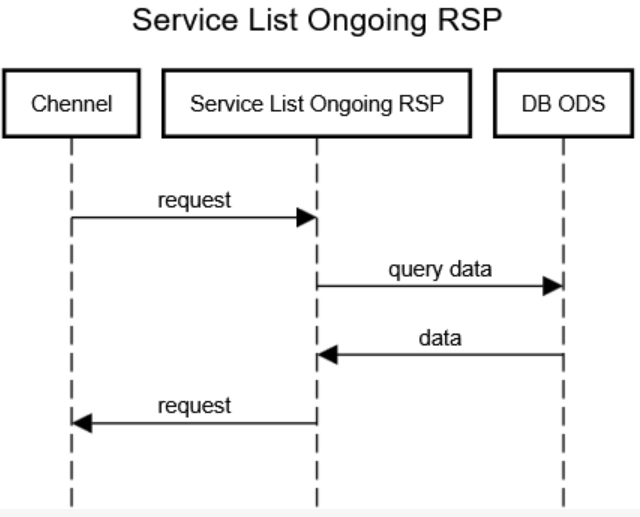 Service List Ongoing RSP
Chennel
Service List Ongoing RSP
DB ODS
request
query data
data
request